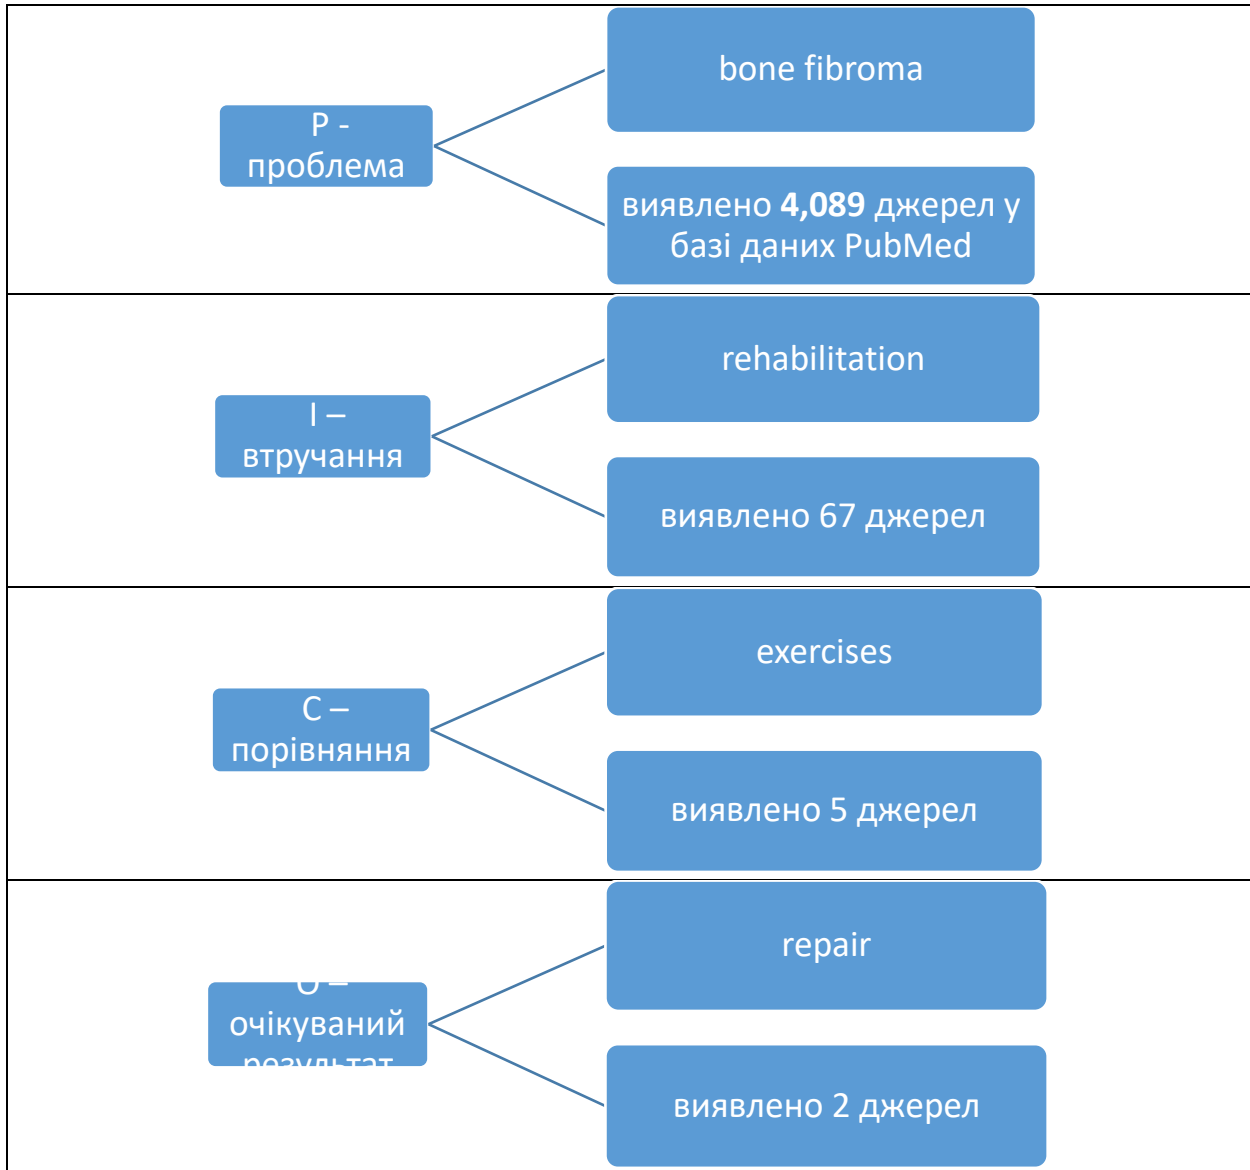 P -
проблема
bone fibroma
виявлено 4,089 джерел у
базі даних PubMed
I –
втручання
rehabilitation
виявлено 67 джерел
C –
порівняння
exercises
виявлено 5 джерел
O –
очікуваний
результат
repair
виявлено 2 джерел